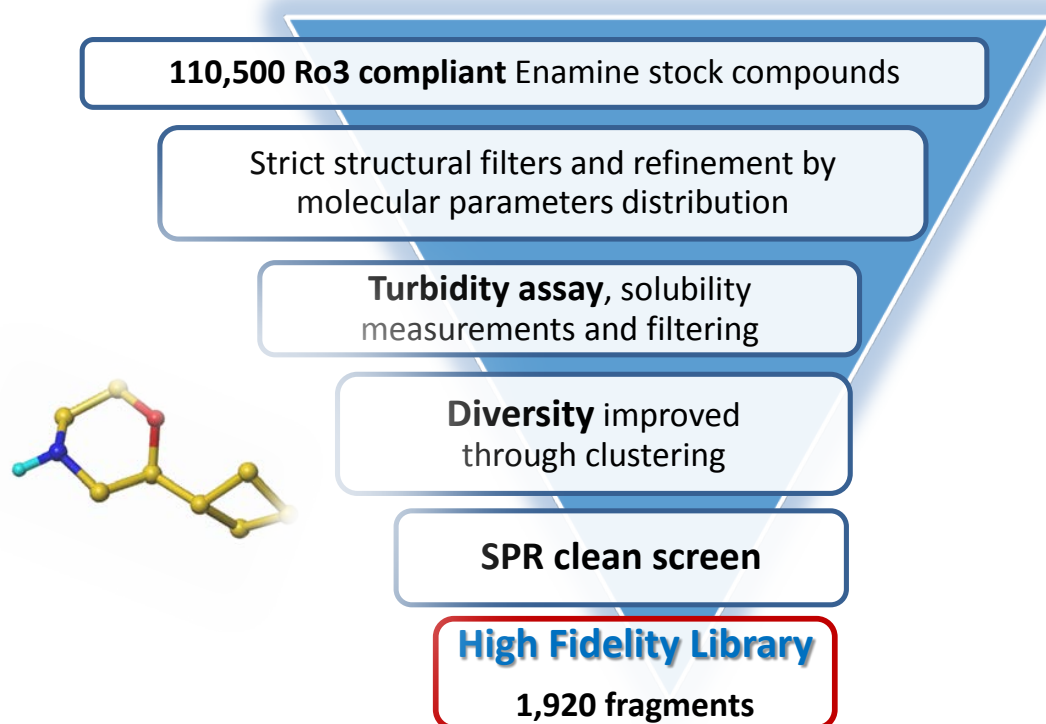 110,500 Ro3 compliant Enamine stock compounds
Strict structural filters and refinement by
molecular parameters distribution
Turbidity assay, solubility
measurements and filtering
Diversity improved
through clustering
SPR clean screen
High Fidelity Library
1,920 fragments